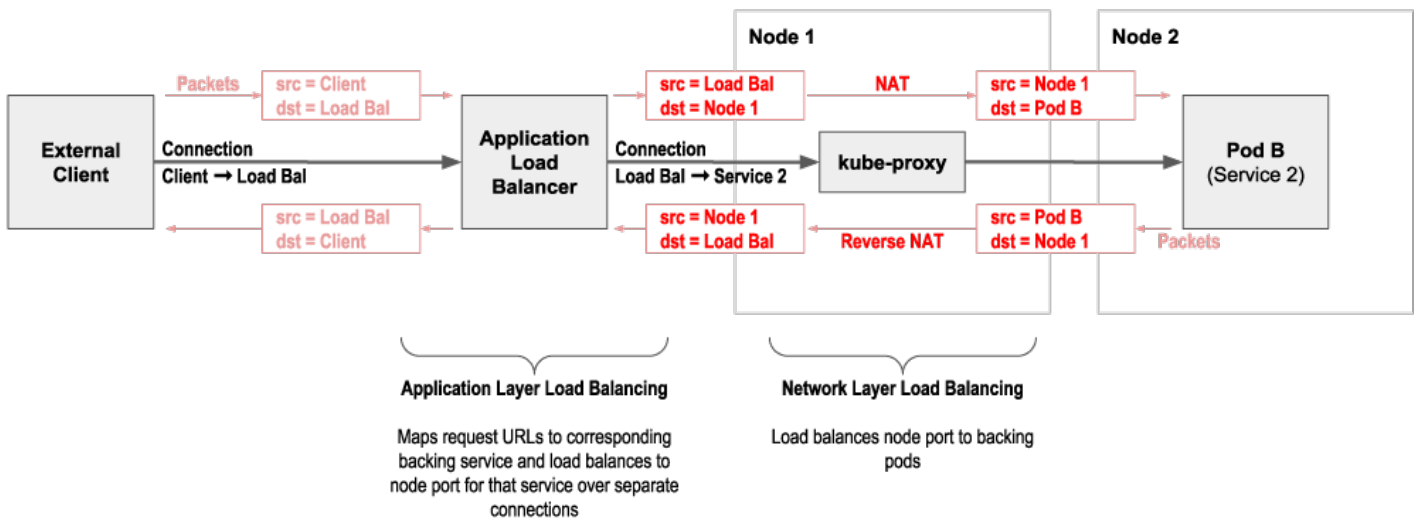 Node 1
Node 2
Packets
src = Client
dst = Load Bal
src = Load Bal
dst = Node 1
NAT
src = Node 1
dst = Pod B
External
Client
Connection
Client → Load Bal
Application
Load
Balancer
Connection
Load Bal → Service 2
kube-proxy
Pod B
(Service 2)
src = Load Bal
dst = Client
src = Node 1
dst = Load Bal
Reverse NAT
src = Pod B
dst = Node 1
Packets
Application Layer Load Balancing
Maps request URLs to corresponding
backing service and load balances to
node port for that service over separate
connections
Network Layer Load Balancing
Load balances node port to backing
pods